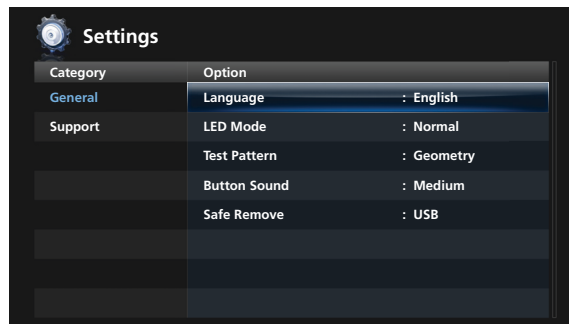 Settings
Category Option
General Language : English
Support LED Mode : Normal
Test Pattern : Geometry
Button Sound : Medium
Safe Remove : USB